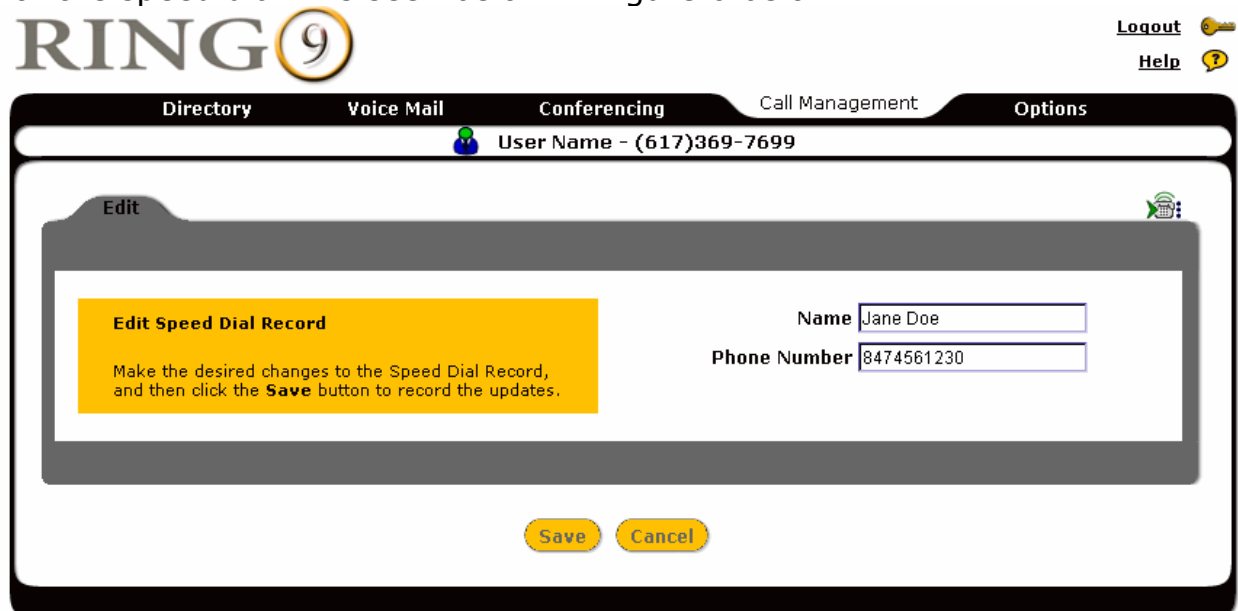 RING 9
Logout
Help
Directory Voice Mail Conferencing Call Management Options
User Name - (617)369-7699
Edit
Edit Speed Dial Record
Name Jane Doe
Phone Number 8474561230
Make the desired changes to the Speed Dial Record,
and then click the Save button to record the updates.
Save Cancel